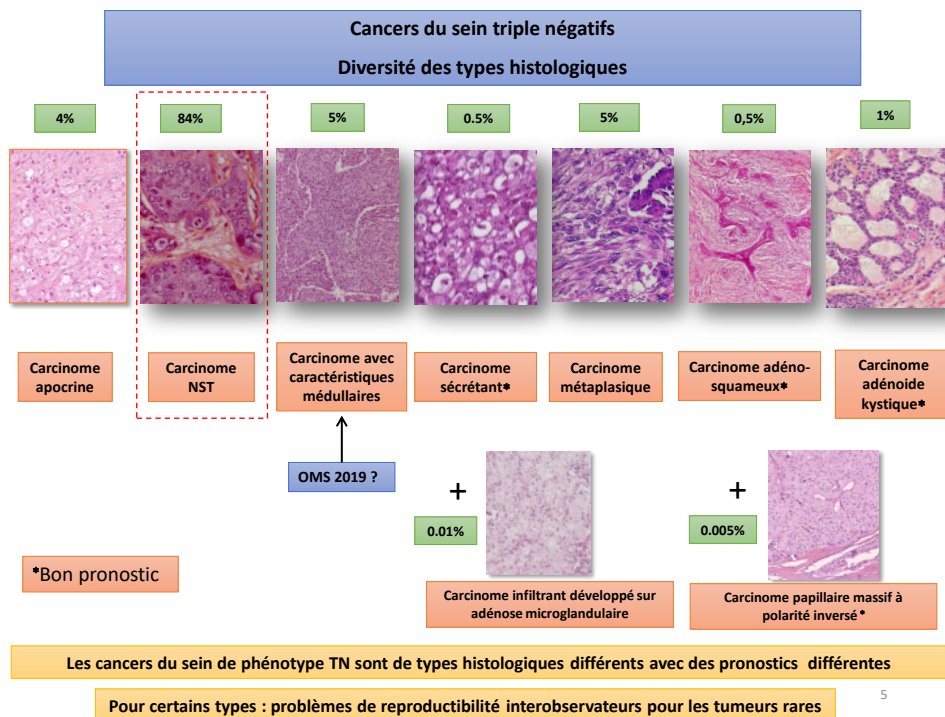 Cancers du sein triple négatifs
Diversité des types histologiques
4%
84%
5%
0.5%
5%
0,5%
1%
Carcinome
apocrine
Carcinome
NST
Carcinome avec
caractéristiques
médullaires
Carcinome
sécrétant*
Carcinome
métaplasique
Carcinome adéno-
squameux*
Carcinome
adénoide
kystique*
OMS 2019 ?
+
0.01%
+
0.005%
*Bon pronostic
Carcinome infiltrant développé sur
adénose microglandulaire
Carcinome papillaire massif à
polarité inversé *
Les cancers du sein de phénotype TN sont de types histologiques différents avec des pronostics différentes
5
Pour certains types : problèmes de reproductibilité interobservateurs pour les tumeurs rares